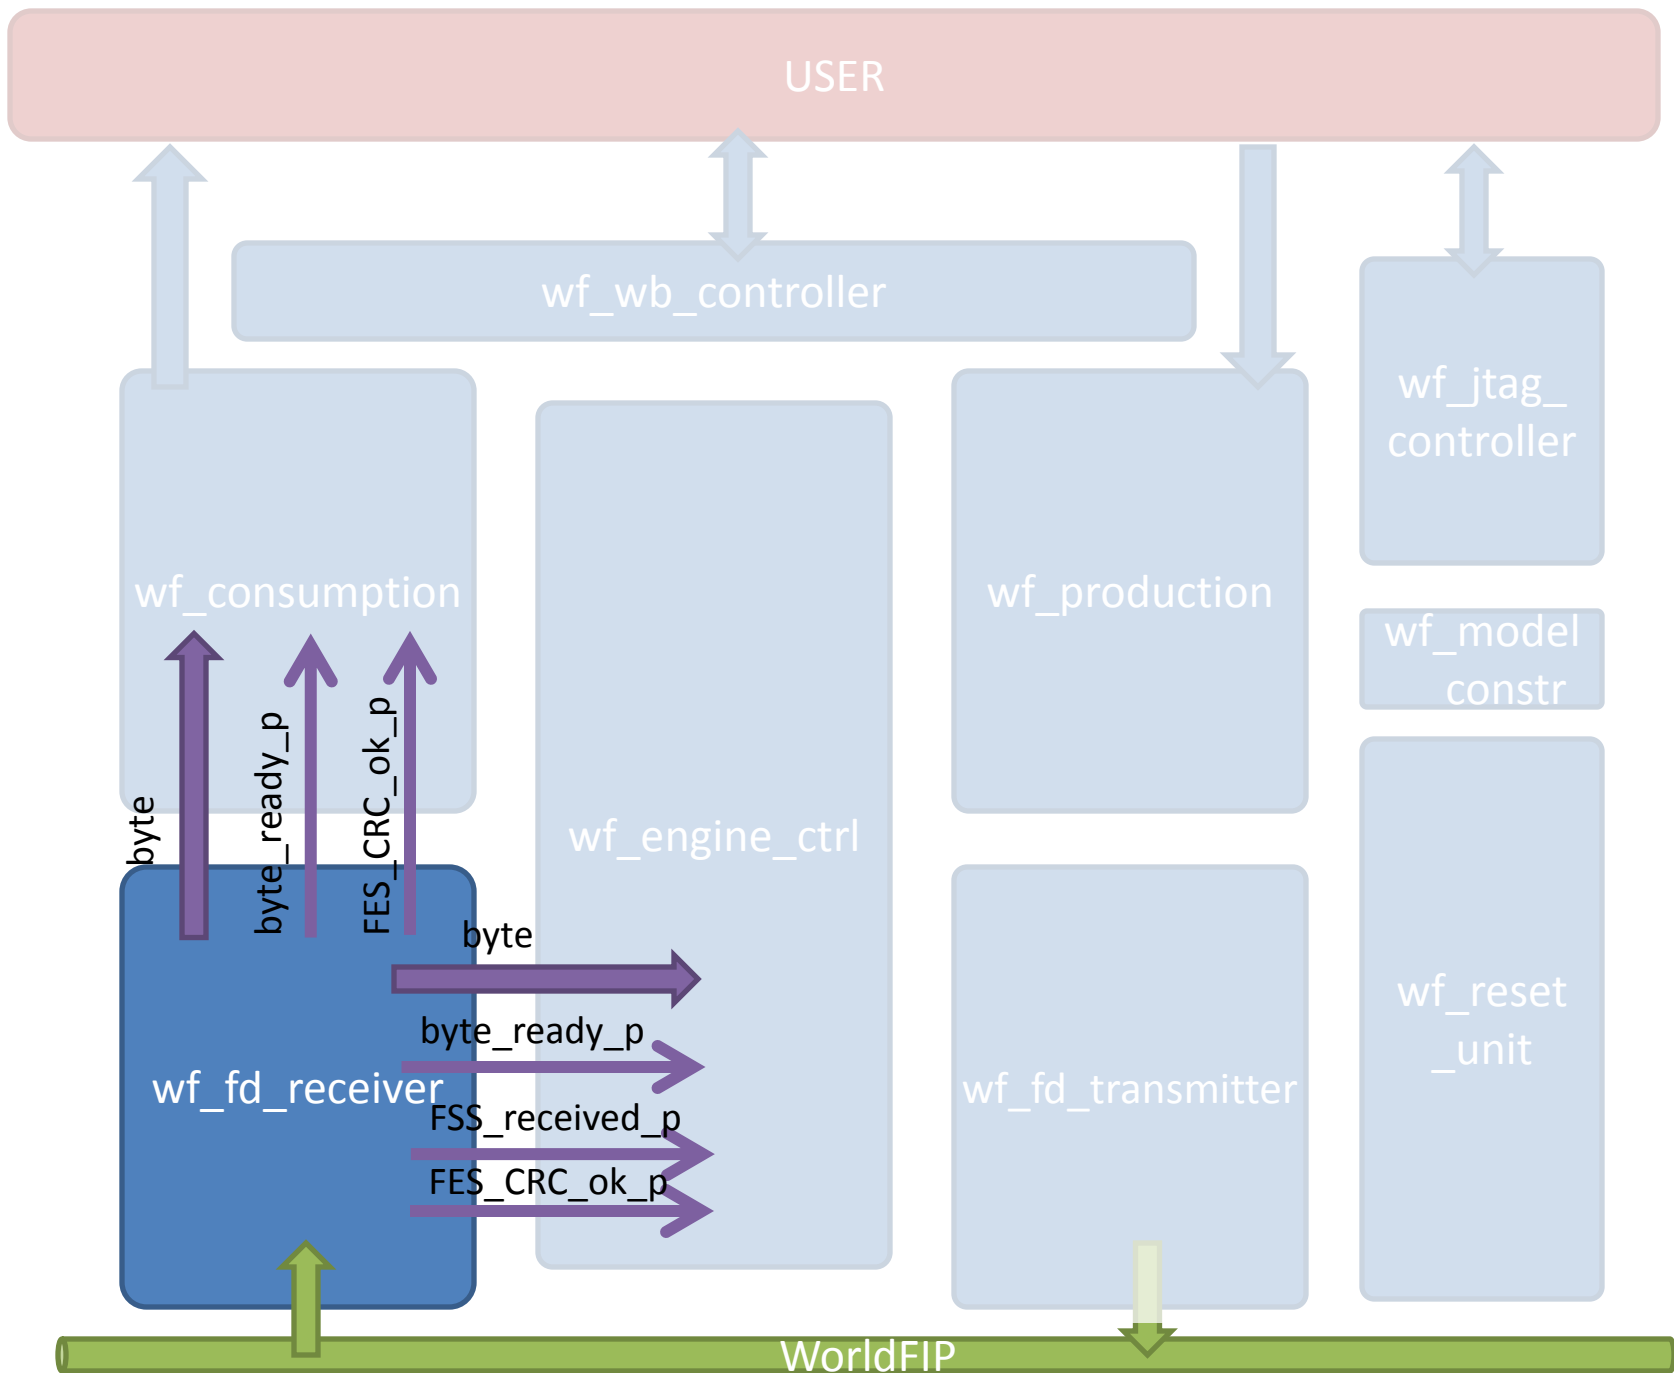 USER
wf_wb_controller
wf_jtag_
controller
wf_consumption
wf_production
wf_model
constr
byte
byte_ready_p
FES_CRC_ok_p
wf_engine_ctrl
byte
byte_ready_p
FSS_received_p
FES_CRC_ok_p
wf_fd_receiver
wf_fd_transmitter
wf_reset
_unit
WorldFIP